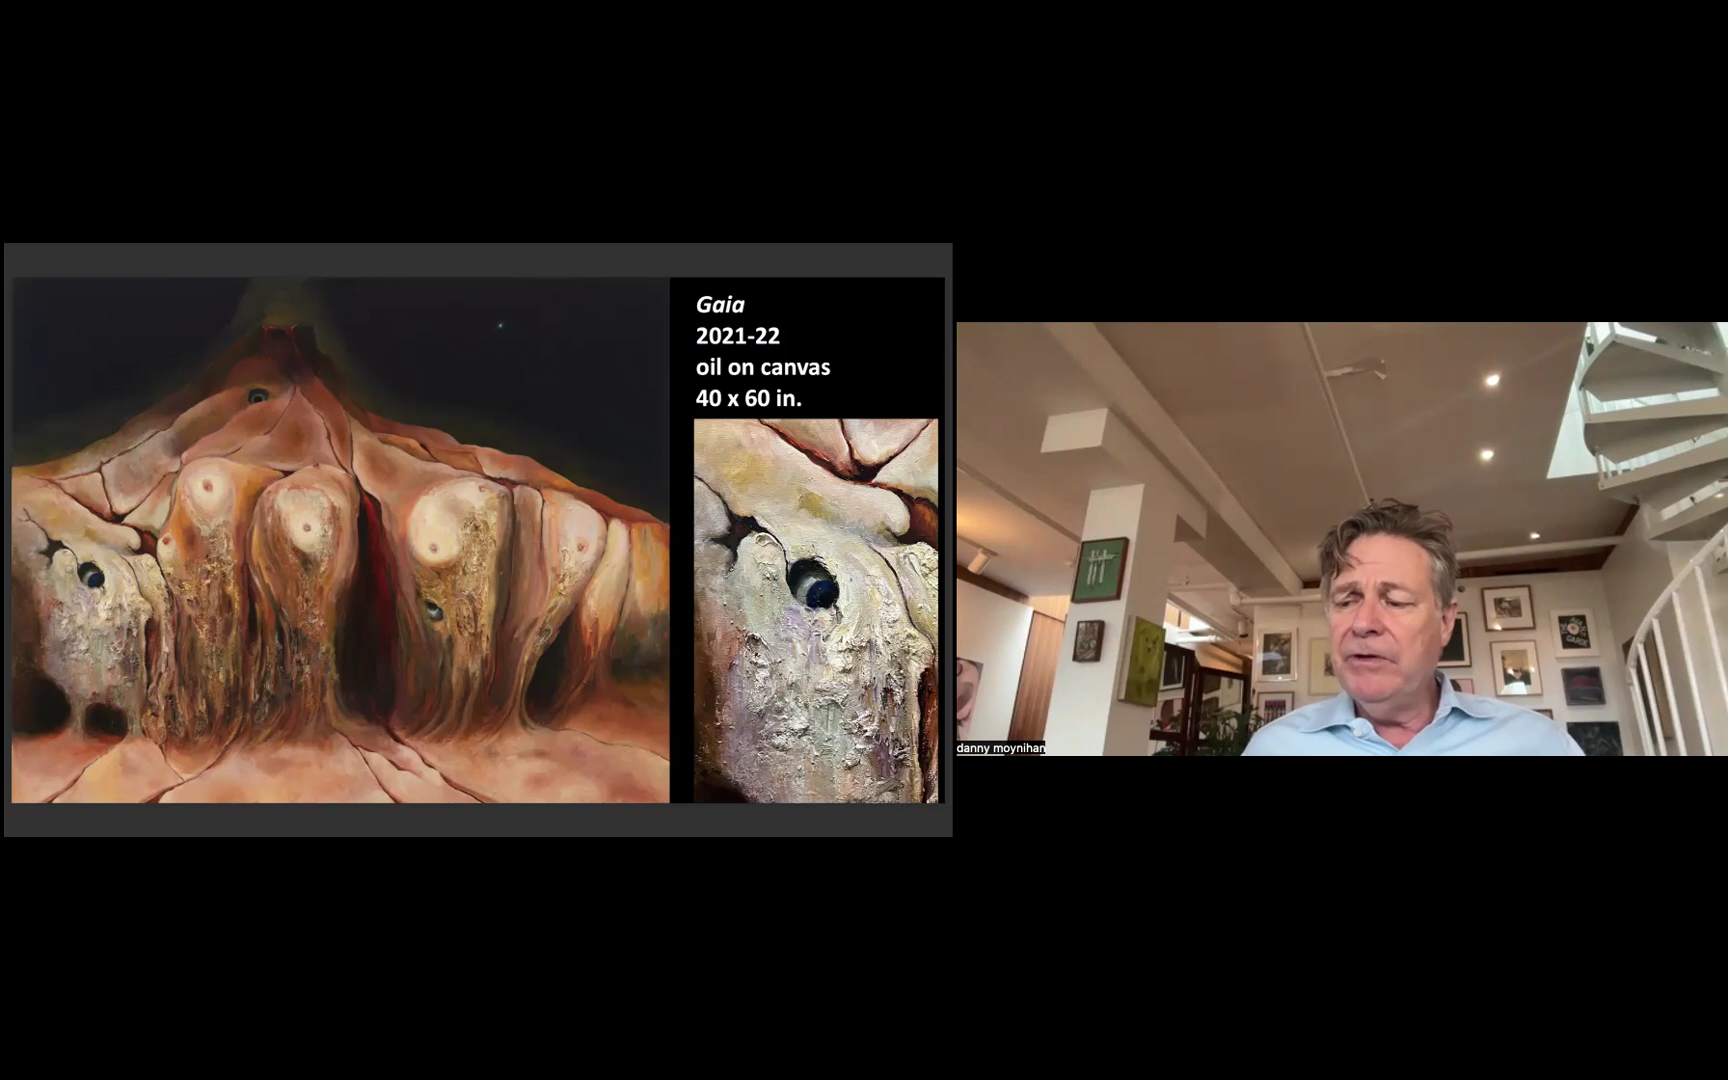 Gaia
2021-22
oil on canvas
40 x 60 in.
danny moynihan